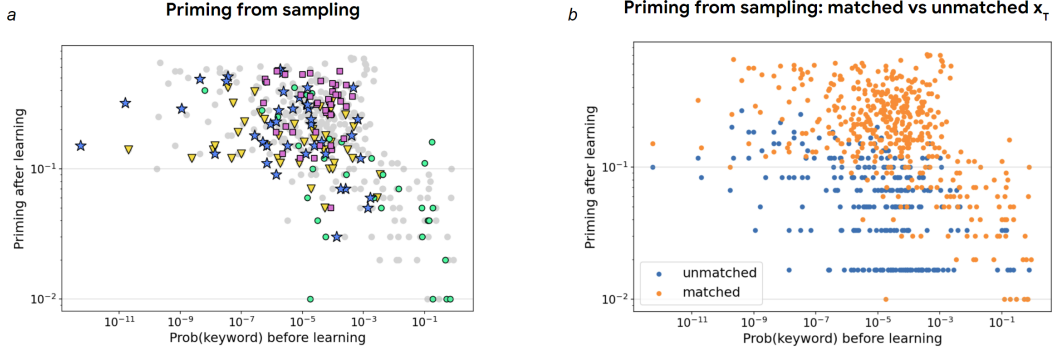 a
Priming from sampling
Priming after learning
10⁻¹
10⁻²
10⁻¹¹
10⁻⁹
10⁻⁷
10⁻⁵
10⁻³
10⁻¹
Prob(keyword) before learning
b
Priming from sampling: matched vs unmatched x_T
Priming after learning
10⁻¹
10⁻²
unmatched
matched
10⁻¹¹
10⁻⁹
10⁻⁷
10⁻⁵
10⁻³
10⁻¹
Prob(keyword) before learning